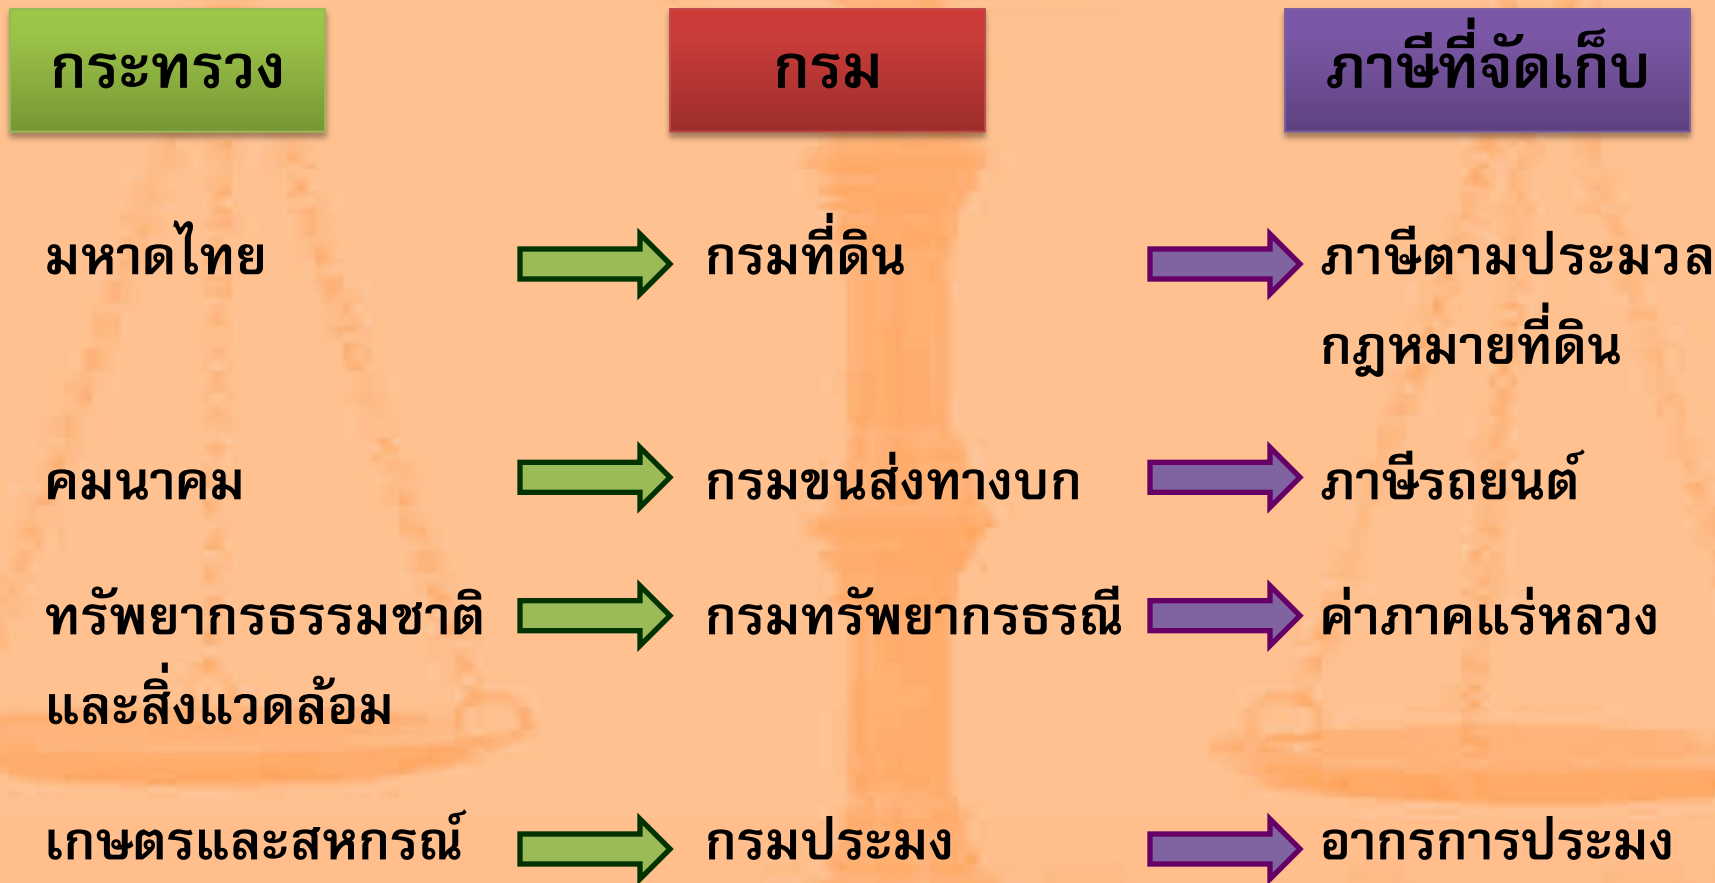 กระทรวง กรม ภาษีที่จัดเก็บ
มหาดไทย กรมที่ดิน ภาษีตามประมวล
กฎหมายที่ดิน
คมนาคม กรมขนส่งทางบก ภาษีรถยนต์
ทรัพยากรธรรมชาติ กรมทรัพยากรธรณี ค่าภาคแร่หลวง
และสิ่งแวดล้อม
เกษตรและสหกรณ์ กรมประมง อากรการประมง